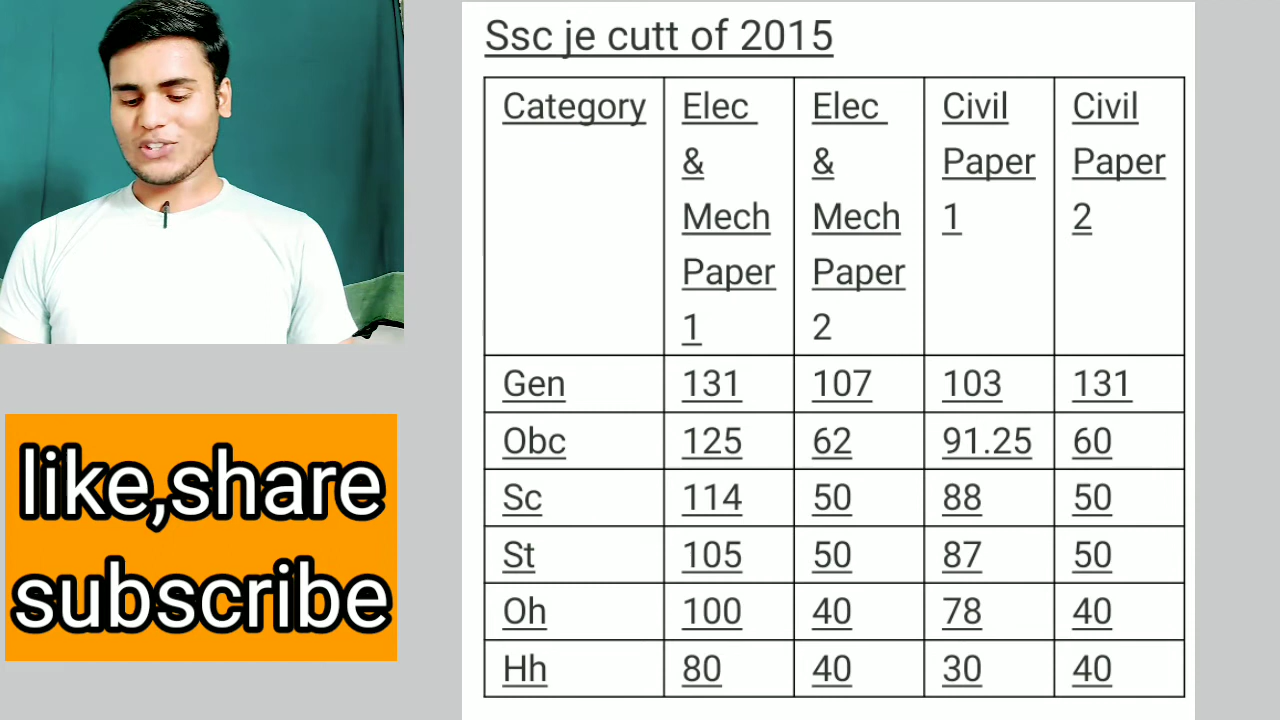 Ssc je cutt of 2015
Category Elec & Mech Paper 1 Elec & Mech Paper 2 Civil Paper 1 Civil Paper 2
Gen 131 107 103 131
Obc 125 62 91.25 60
Sc 114 50 88 50
St 105 50 87 50
Oh 100 40 78 40
Hh 80 40 30 40
like,share
subscribe